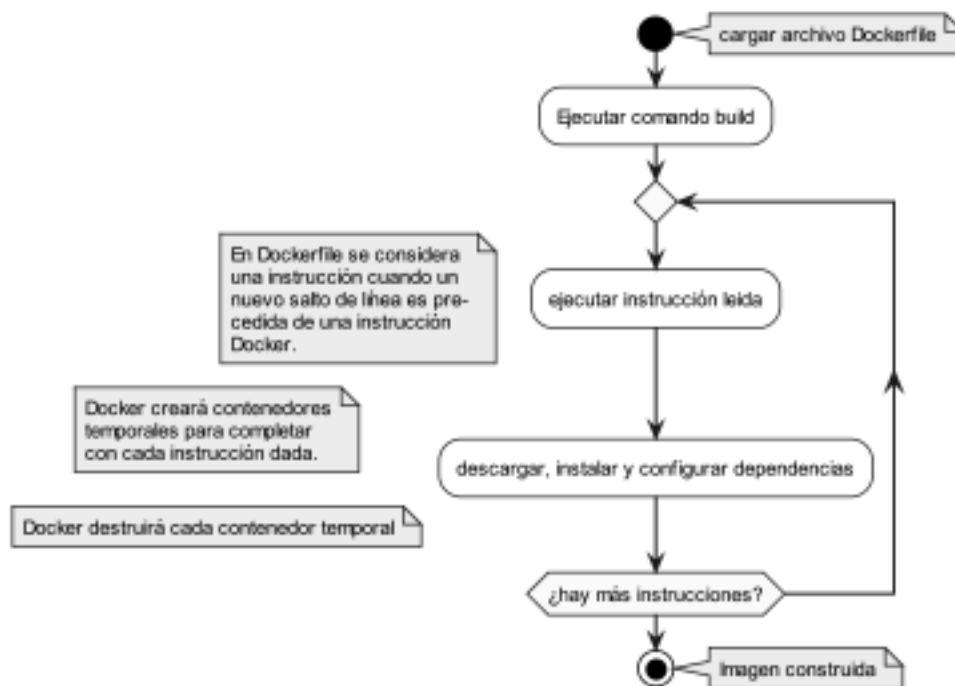 cargar archivo Dockerfile
Ejecutar comando build
En Dockerfile se considera
una instrucción cuando un
nuevo salto de línea es pre-
cedida de una instrucción
Docker.
ejecutar instrucción leida
Docker creará contenedores
temporales para completar
con cada instrucción dada.
descargar, instalar y configurar dependencias
Docker destruirá cada contenedor temporal
¿hay más instrucciones?
Imagen construida